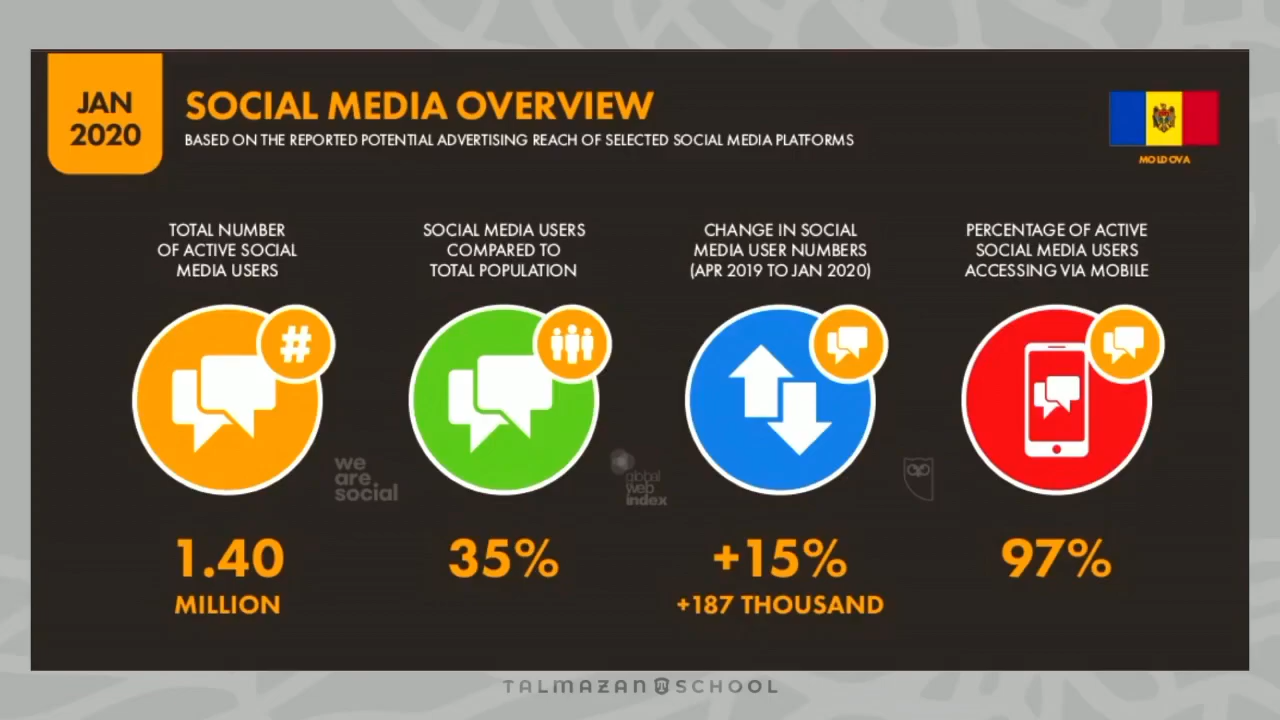 JAN
2020
SOCIAL MEDIA OVERVIEW
BASED ON THE REPORTED POTENTIAL ADVERTISING REACH OF SELECTED SOCIAL MEDIA PLATFORMS
MOLDOVA
TOTAL NUMBER
OF ACTIVE SOCIAL
MEDIA USERS
SOCIAL MEDIA USERS
COMPARED TO
TOTAL POPULATION
CHANGE IN SOCIAL
MEDIA USER NUMBERS
(APR 2019 TO JAN 2020)
PERCENTAGE OF ACTIVE
SOCIAL MEDIA USERS
ACCESSING VIA MOBILE
#
we
are
social
global
web
index
1.40
MILLION
35%
+15%
+187 THOUSAND
97%
TALMAZAN SCHOOL